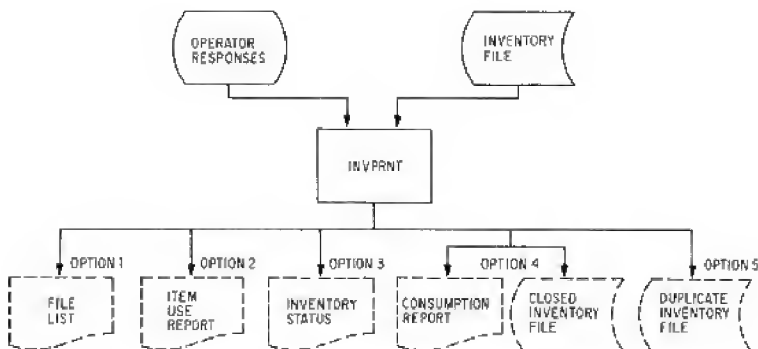 OPERATOR
RESPONSES
INVENTORY
FILE
INVPRNT
OPTION 1
OPTION 2
OPTION 3
OPTION 4
OPTION 5
FILE
LIST
ITEM
USE
REPORT
INVENTORY
STATUS
CONSUMPTION
REPORT
CLOSED
INVENTORY
FILE
DUPLICATE
INVENTORY
FILE